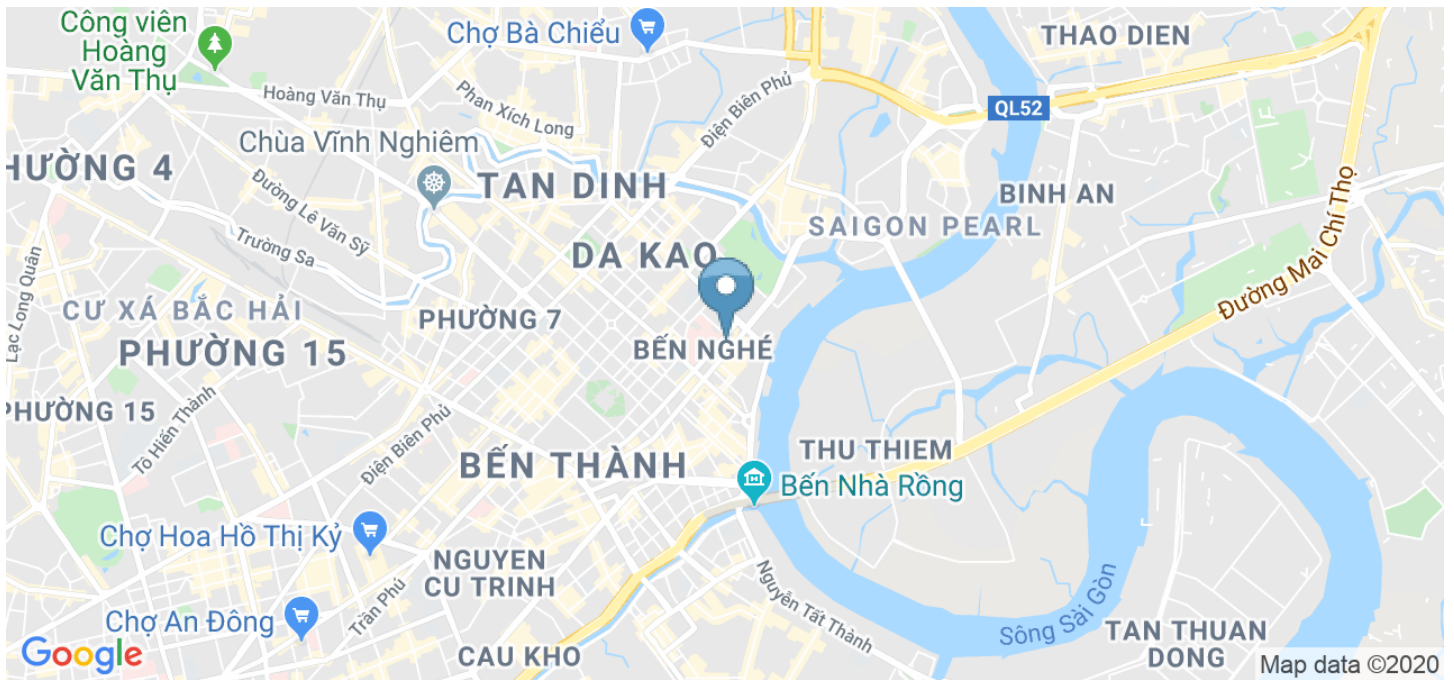 Công viên
Hoàng
Văn Thụ
Chợ Bà Chiểu
THAO DIEN
Hoàng Văn Thụ
Phan Xích Long
Điện Biên Phủ
QL52
Chùa Vĩnh Nghiêm
HƯỜNG 4
TAN DINH
BINH AN
Đường Lê Văn Sỹ
Trường Sa
SAIGON PEARL
Đường Mai Chí Thọ
DA KAO
Lạc Long Quân
CƯ XÁ BẮC HẢI
PHƯỜNG 7
PHƯỜNG 15
BẾN NGHÉ
PHƯỜNG 15
Tô Hiến Thành
Điện Biên Phủ
BẾN THÀNH
THU THIEM
Bến Nhà Rồng
Chợ Hoa Hồ Thị Kỷ
NGUYEN
CU TRINH
Trần Phú
Nguyễn Tất Thành
Sông Sài Gòn
Chợ An Đông
TAN THUAN
DONG
CAU KHO
Google
Map data ©2020